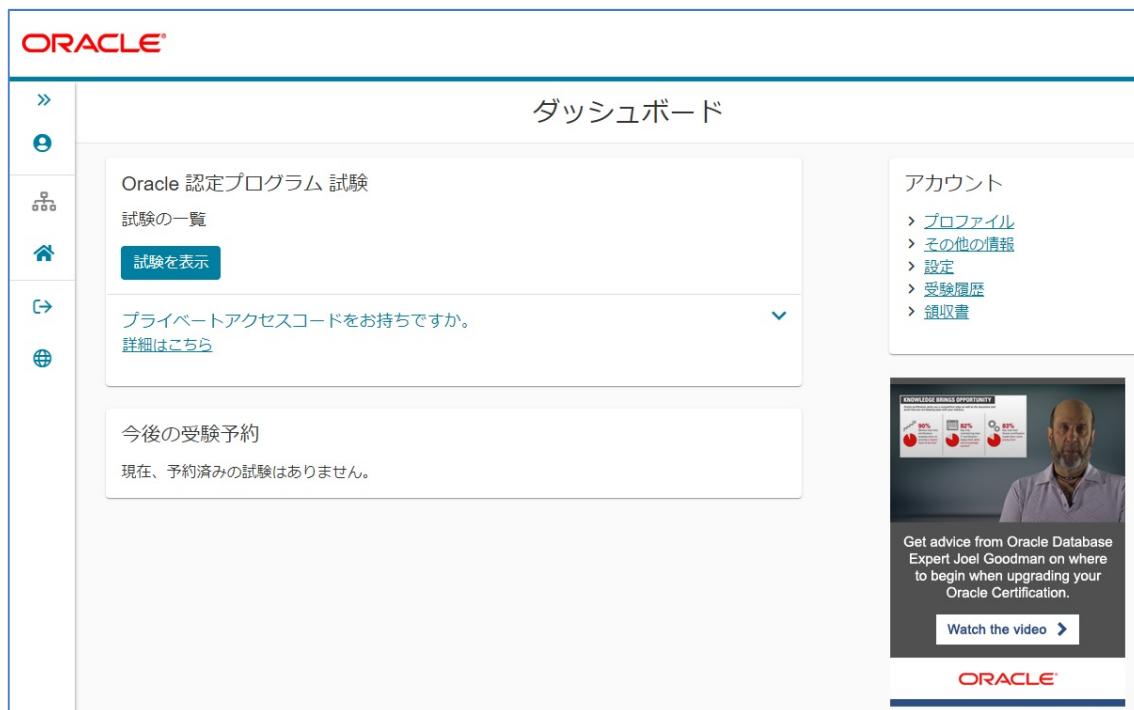 ORACLE
ダッシュボード
Oracle 認定プログラム 試験
試験の一覧
試験を表示
プライベートアクセスコードをお持ちですか。
詳細はこちら
今後の受験予約
現在、予約済みの試験はありません。
アカウント
プロファイル
その他の情報
設定
受験履歴
領収書
KNOWLEDGE BRINGS OPPORTUNITY
90%
82%
83%
Get advice from Oracle Database
Expert Joel Goodman on where
to begin when upgrading your
Oracle Certification.
Watch the video
ORACLE